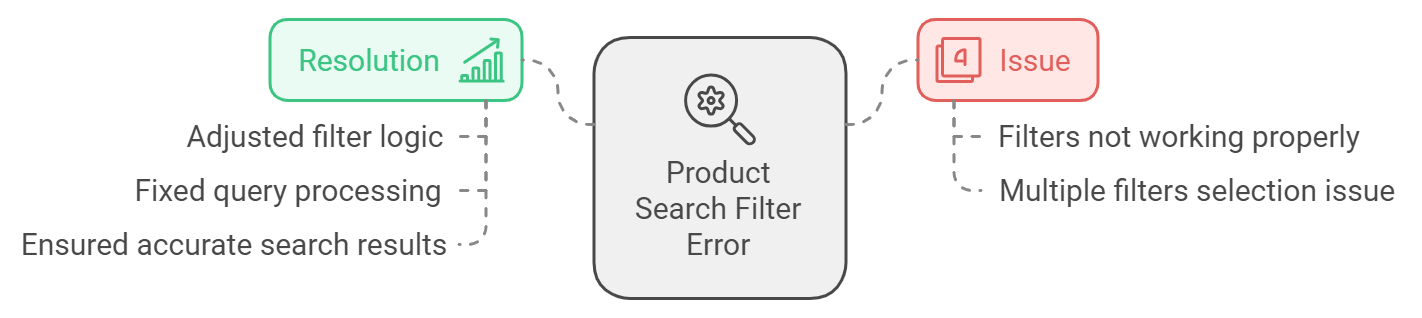 Resolution
Adjusted filter logic
Fixed query processing
Ensured accurate search results
Product
Search Filter
Error
Issue
Filters not working properly
Multiple filters selection issue